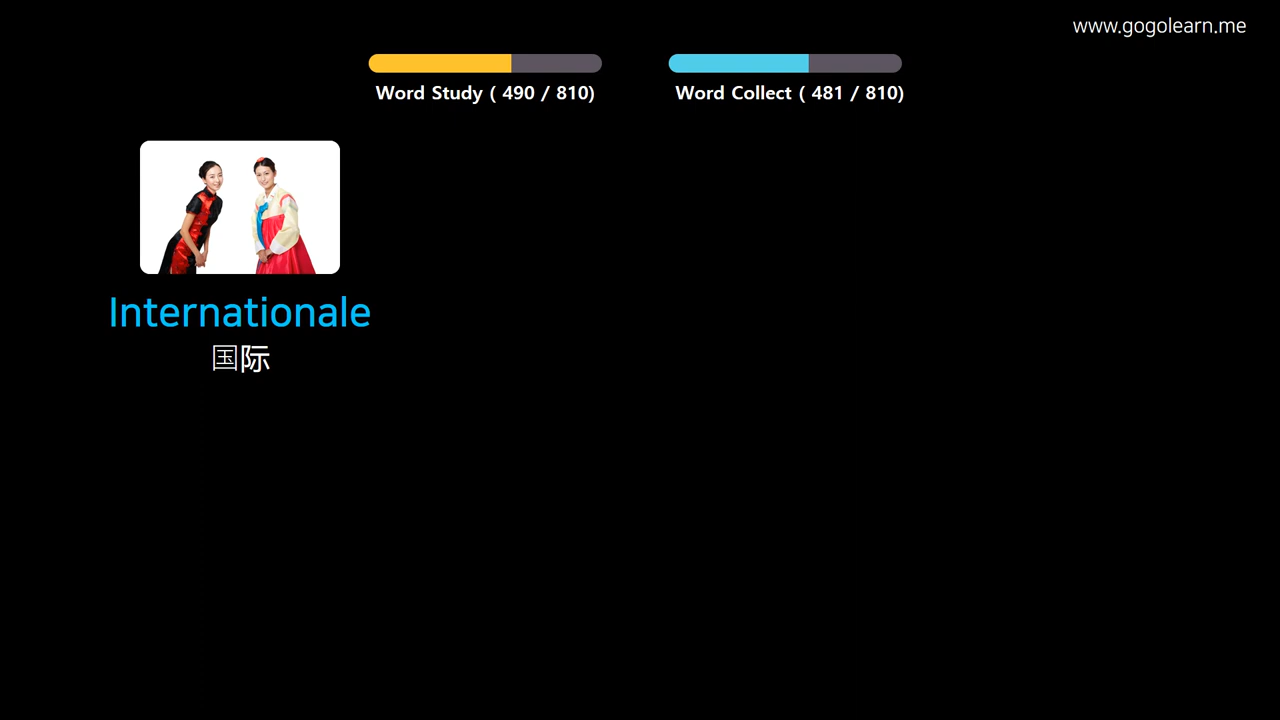 www.gogolearn.me
Word Study ( 490 / 810)
Word Collect ( 481 / 810)
Internationale
国际